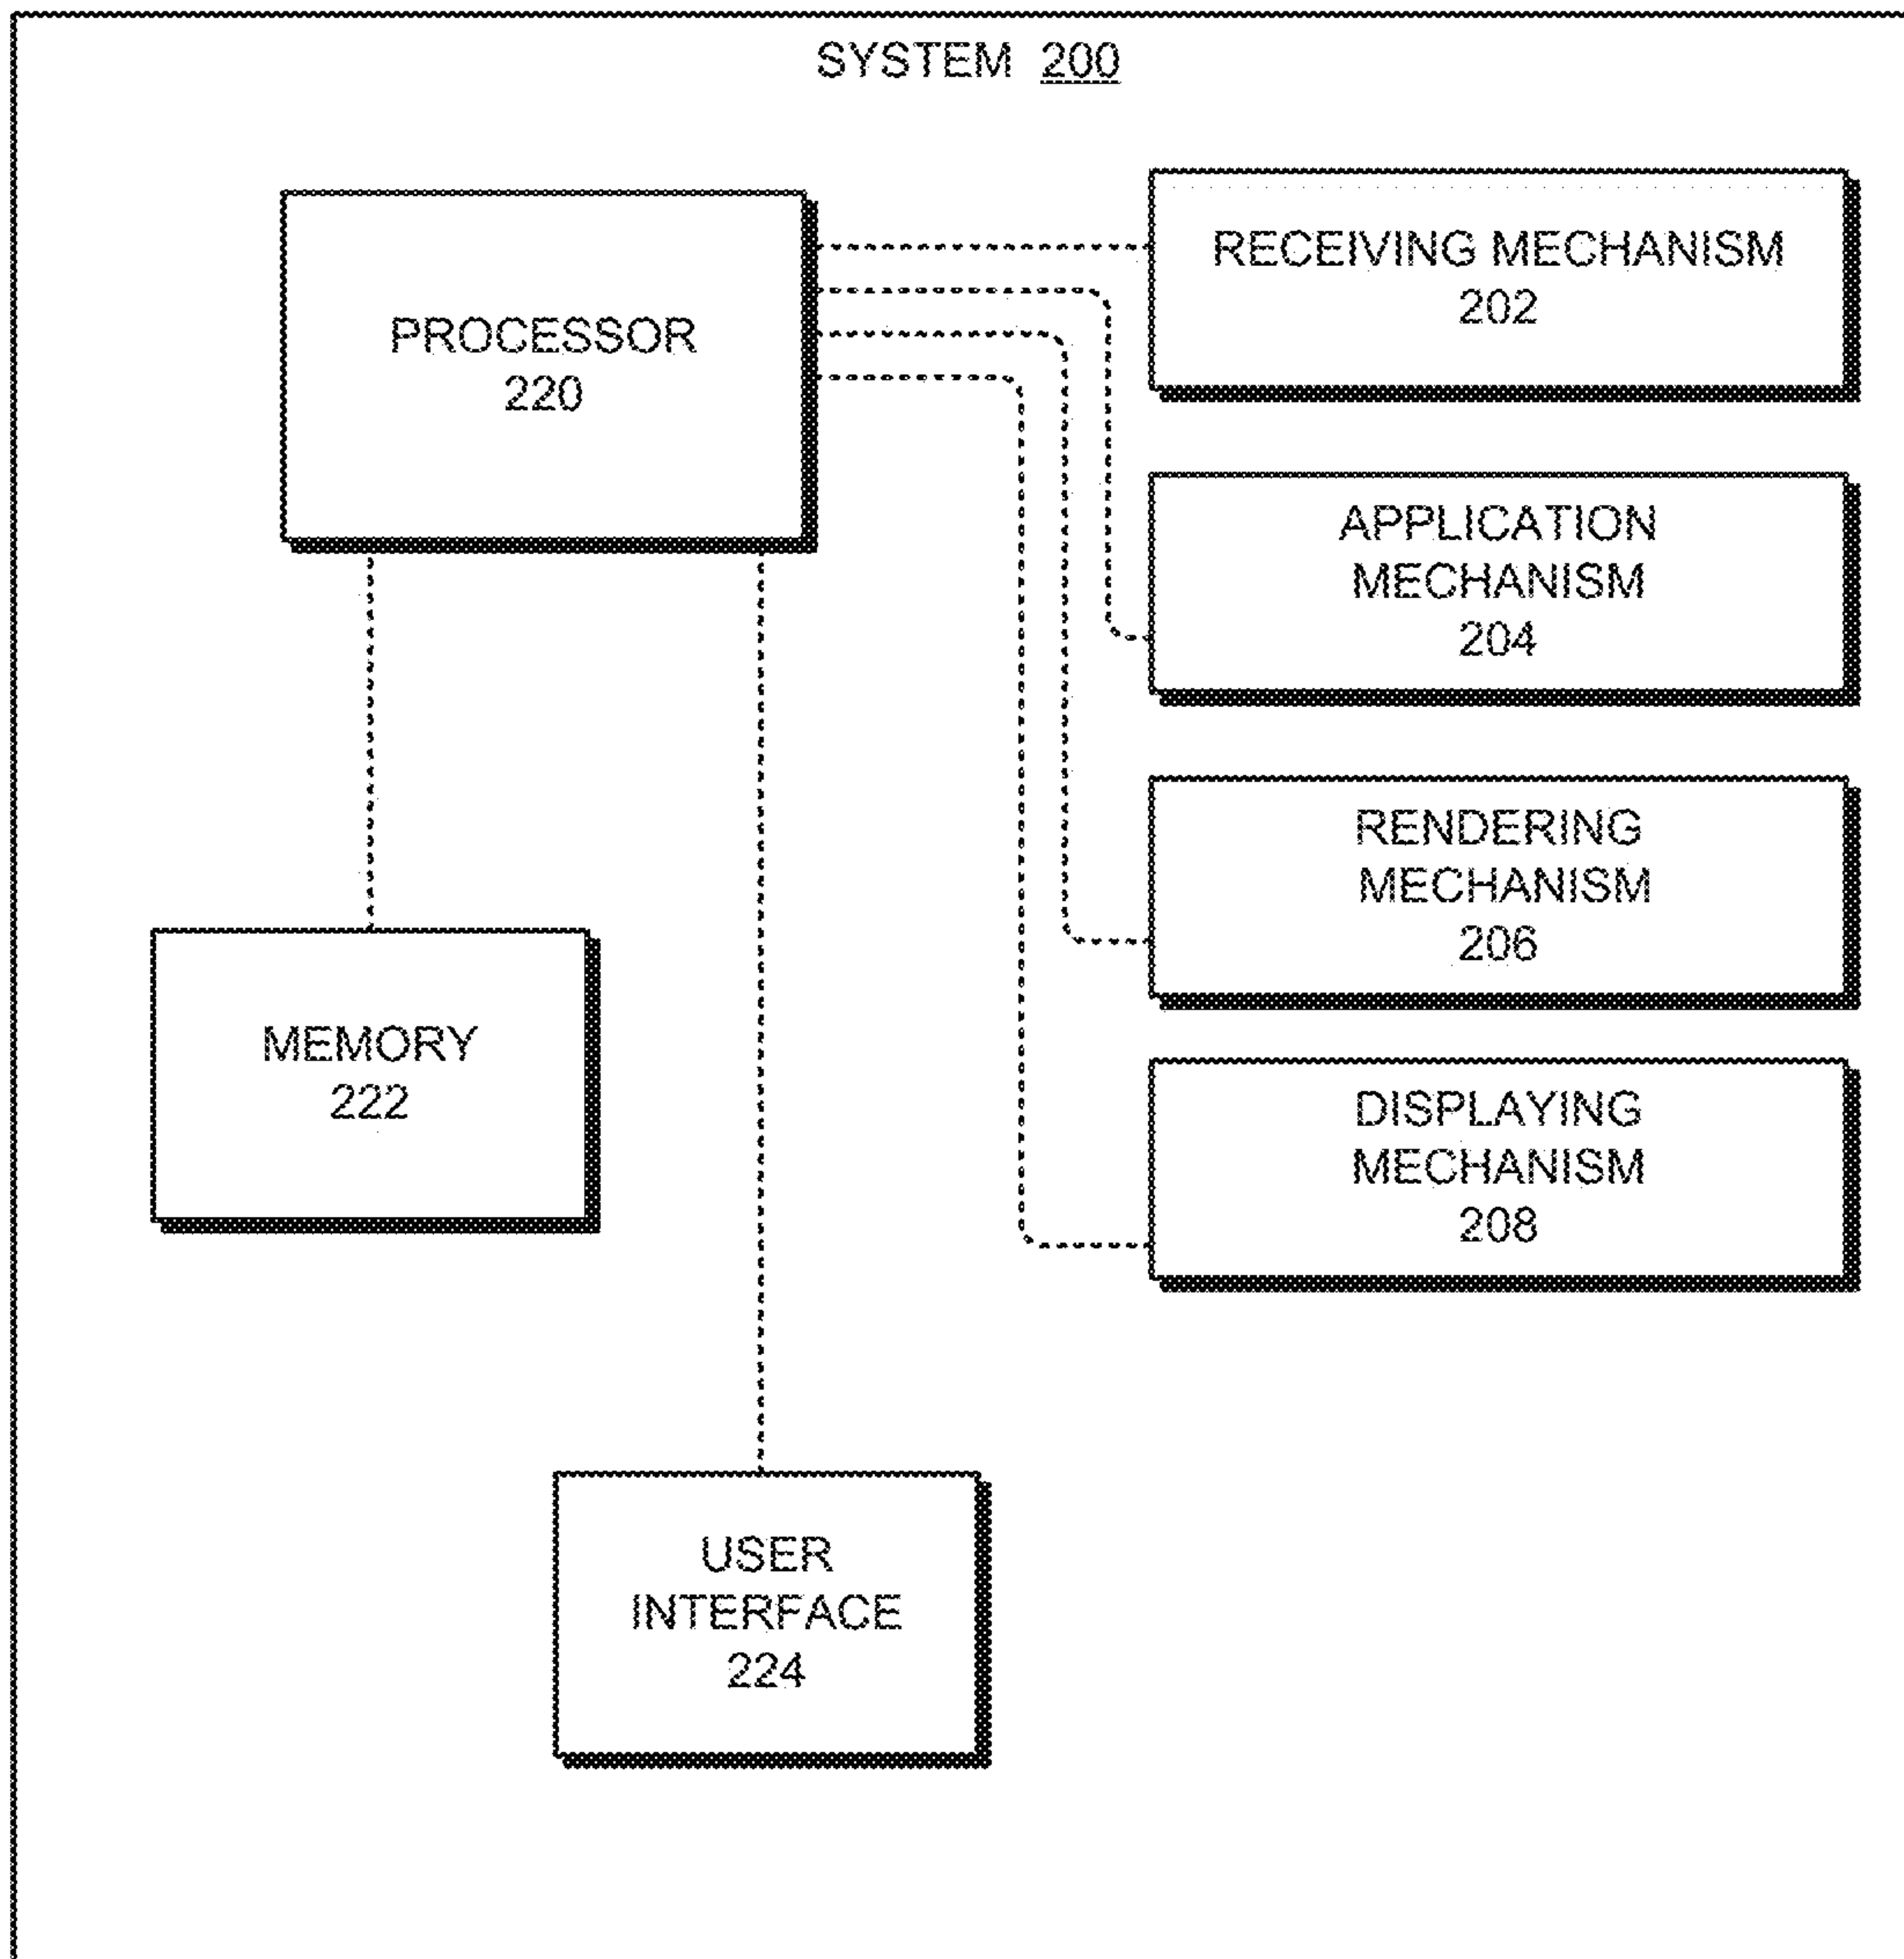 SYSTEM 200
PROCESSOR
220
RECEIVING MECHANISM
202
APPLICATION
MECHANISM
204
RENDERING
MECHANISM
206
MEMORY
222
DISPLAYING
MECHANISM
208
USER
INTERFACE
224